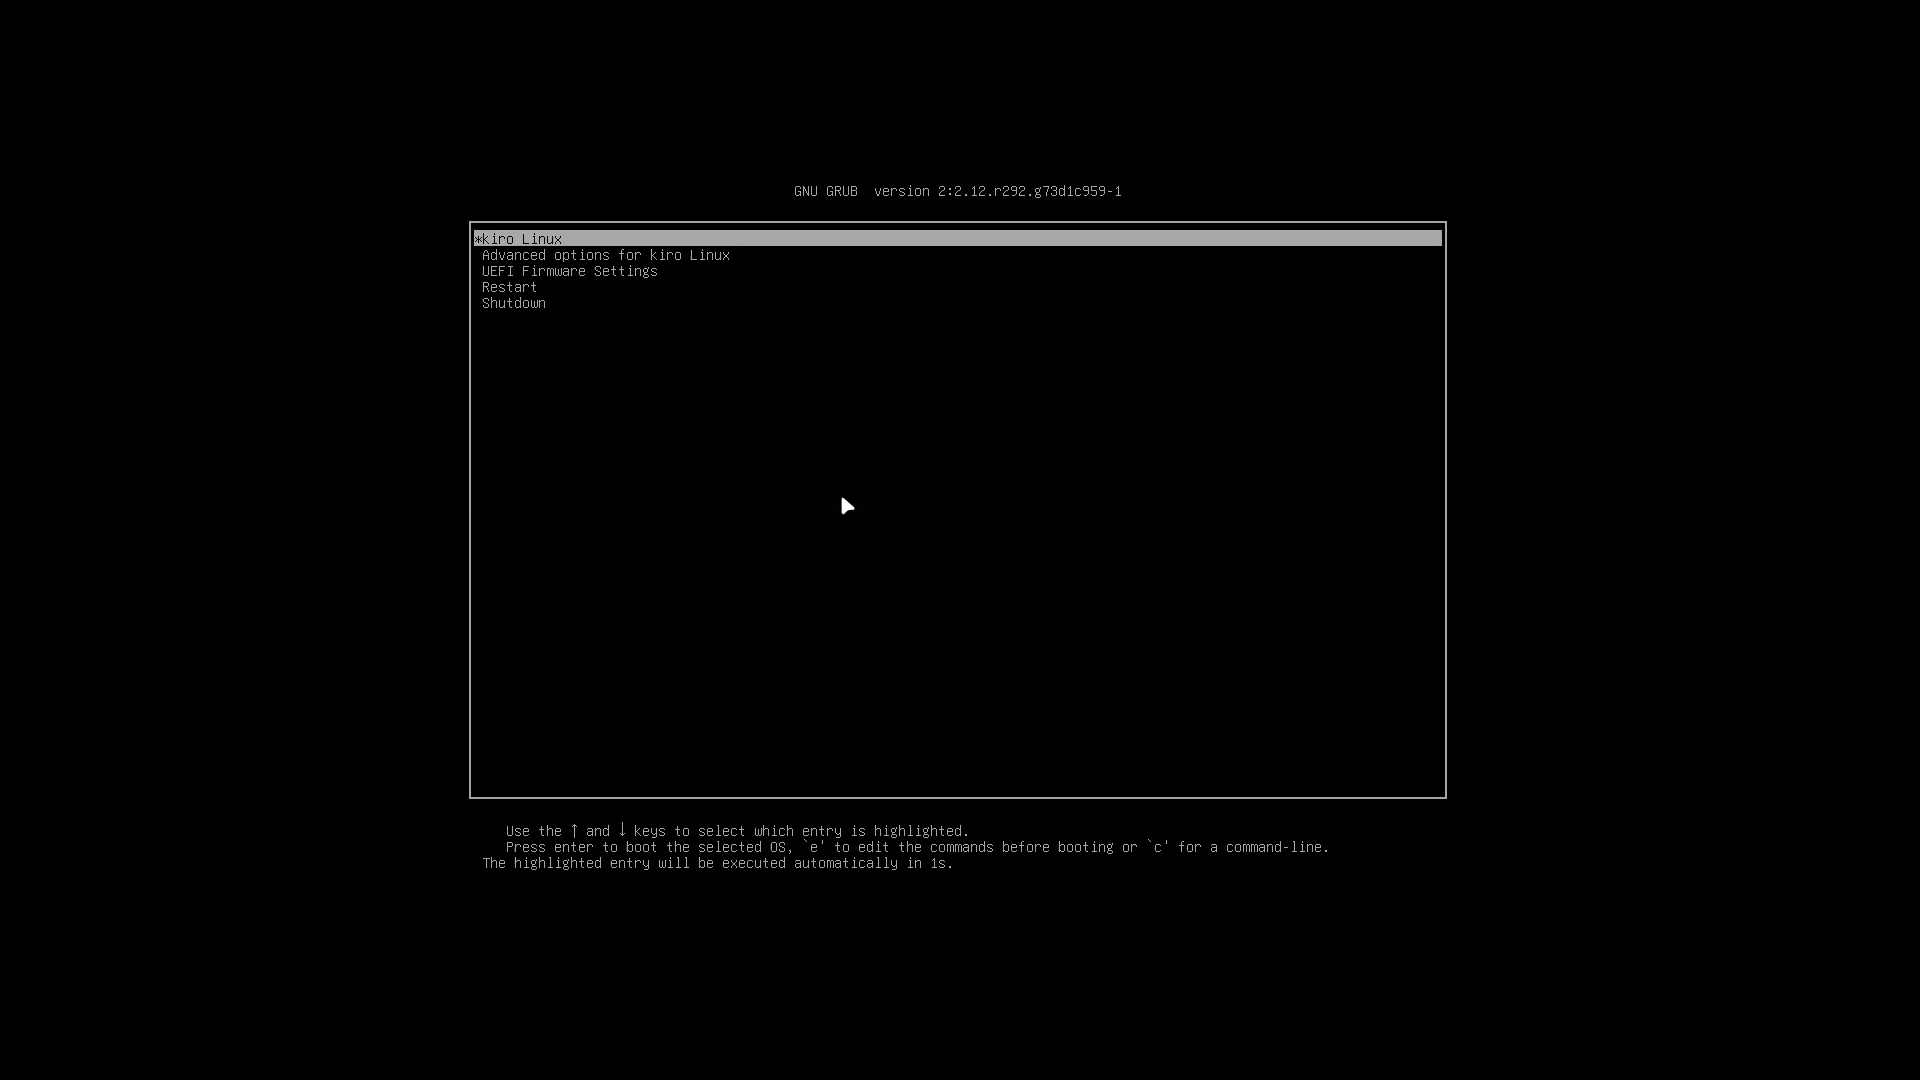 GNU GRUB  version 2:2.12.r292.g73d1c959-1
*kiro Linux
Advanced options for kiro Linux
UEFI Firmware Settings
Restart
Shutdown
Use the ↑ and ↓ keys to select which entry is highlighted.
Press enter to boot the selected OS, `e' to edit the commands before booting or `c' for a command-line.
The highlighted entry will be executed automatically in 1s.